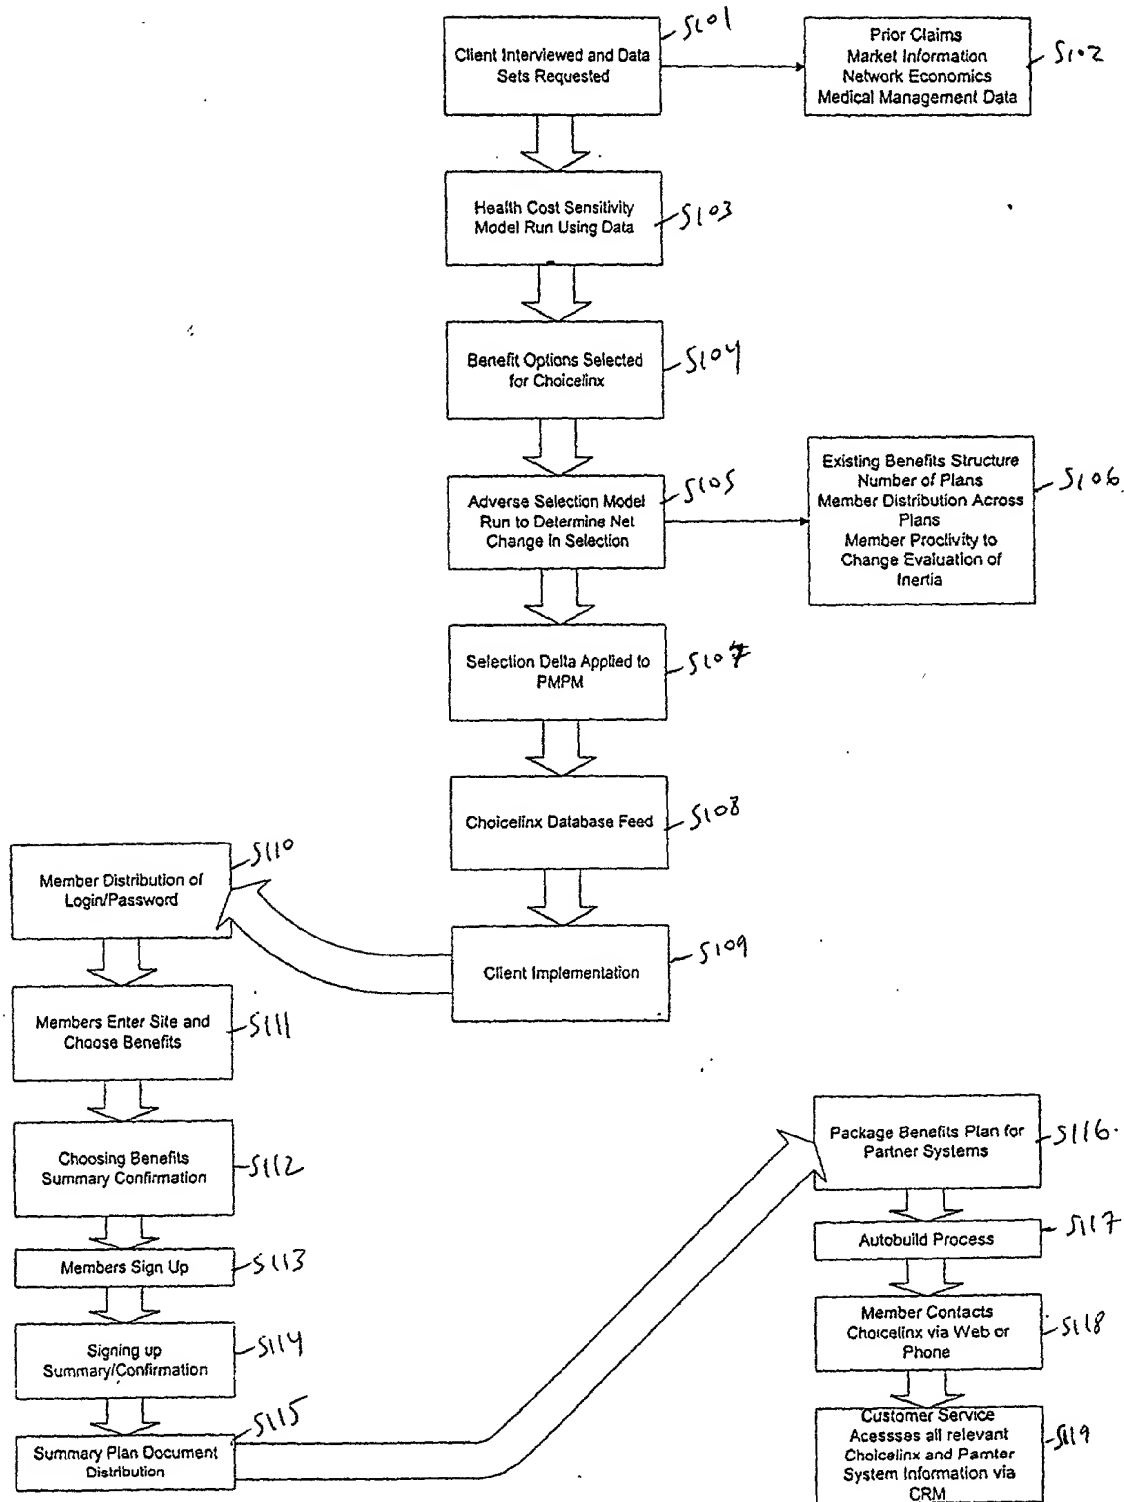 Client Interviewed and Data
Sets Requested
S101
Prior Claims
Market Information
Network Economics
Medical Management Data
S102
Health Cost Sensitivity
Model Run Using Data
S103
Benefit Options Selected
for Choicelinx
S104
Adverse Selection Model
Run to Determine Net
Change in Selection
S105
Existing Benefits Structure
Number of Plans
Member Distribution Across
Plans
Member Proclivity to
Change Evaluation of
Inertia
S106
Selection Delta Applied to
PMPM
S107
Choicelinx Database Feed
S108
Client Implementation
S109
Member Distribution of
Login/Password
S110
Members Enter Site and
Choose Benefits
S111
Choosing Benefits
Summary Confirmation
S112
Members Sign Up
S113
Signing up
Summary/Confirmation
S114
Summary Plan Document
Distribution
S115
Package Benefits Plan for
Partner Systems
S116
Autobuild Process
S117
Member Contacts
Choicelinx via Web or
Phone
S118
Customer Service
Acessses all relevant
Choicelinx and Pamter
System Information via
CRM
S119